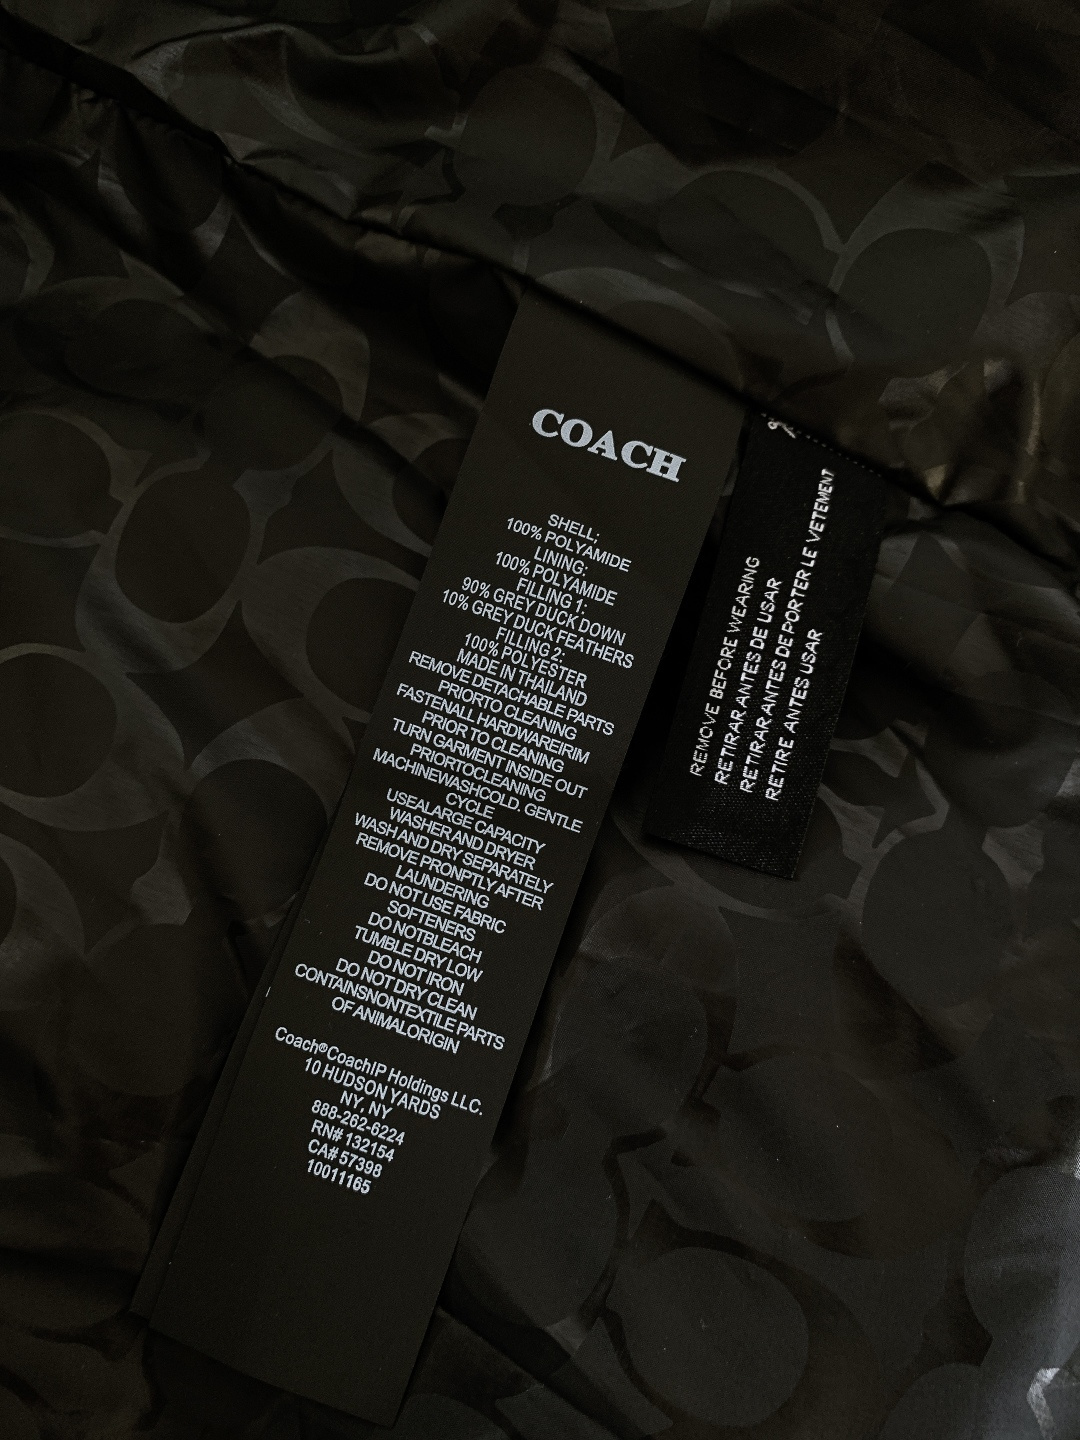 COACH
SHELL;
100% POLYAMIDE
LINING;
100% POLYAMIDE
FILLING 1:
90% GREY DUCK DOWN
10% GREY DUCK FEATHERS
FILLING 2:
100% POLYESTER
MADE IN THAILAND
REMOVE DETACHABLE PARTS
PRIORTO CLEANING
FASTENALL HARDWAREIRIM
PRIOR TO CLEANING
TURN GARMENT INSIDE OUT
PRIORTOCLEANING
MACHINEWASHCOLD. GENTLE
CYCLE
USEALARGE CAPACITY
WASHER AND DRYER
WASH AND DRY SEPARATELY
REMOVE PROMPTLY AFTER
LAUNDERING
DO NOT USE FABRIC
SOFTENERS
DO NOTBLEACH
TUMBLE DRY LOW
DO NOT IRON
DO NOT DRY CLEAN
CONTAINSNONTEXTILE PARTS
OF ANIMALORIGIN
Coach®CoachIP Holdings LLC.
10 HUDSON YARDS
NY, NY
888-262-6224
RN# 132154
CA# 57398
10011165
REMOVE BEFORE WEARING
RETIRAR ANTES DE USAR
RETIRAR ANTES DE PORTER LE VETEMENT
RETIRE ANTES USAR